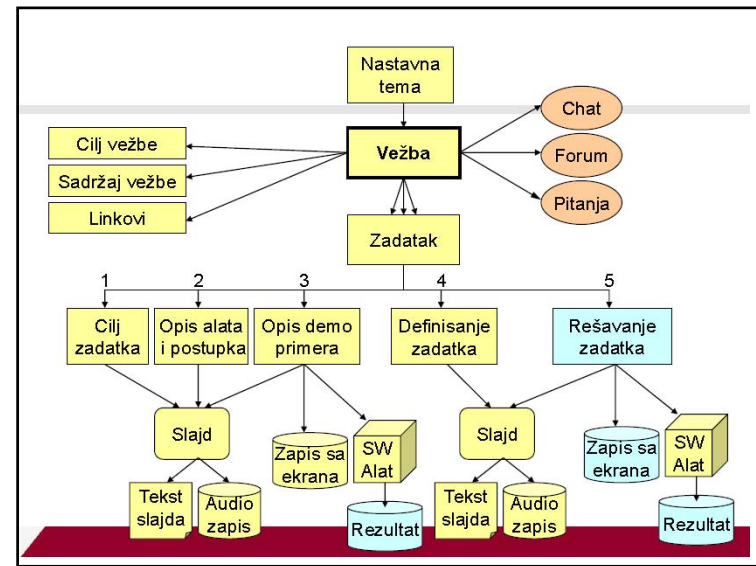 Nastavna
tema
Cilj vežbe
Sadržaj vežbe
Linkovi
Vežba
Chat
Forum
Pitanja
Zadatak
1
2
3
4
5
Cilj
zadatka
Opis alata
i postupka
Opis demo
primera
Definisanje
zadatka
Rešavanje
zadatka
Slajd
Zapis sa
ekrana
SW
Alat
Slajd
Zapis sa
ekrana
SW
Alat
Tekst
slajda
Audio
zapis
Rezultat
Tekst
slajda
Audio
zapis
Rezultat